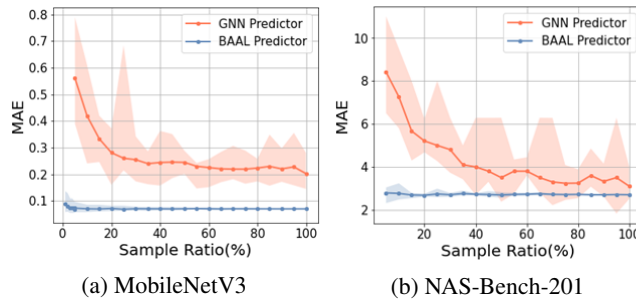 GNN Predictor
BAAL Predictor
MAE
0.8
0.7
0.6
0.5
0.4
0.3
0.2
0.1
0 20 40 60 80 100
Sample Ratio(%)
(a) MobileNetV3
GNN Predictor
BAAL Predictor
MAE
10
8
6
4
2
20 40 60 80 100
Sample Ratio(%)
(b) NAS-Bench-201